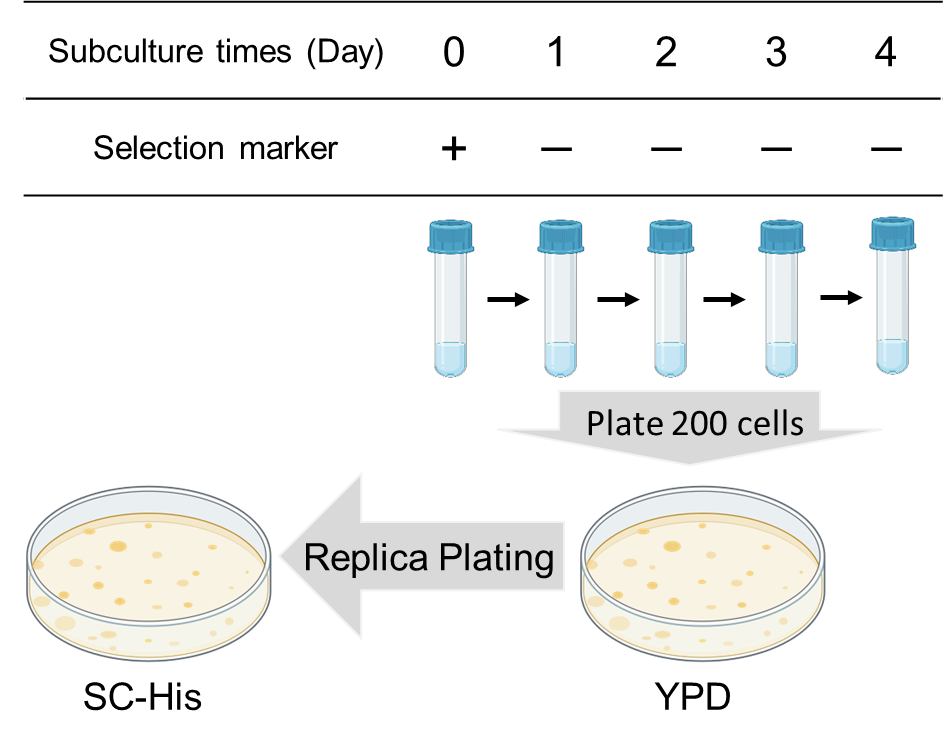 Subculture times (Day) 0 1 2 3 4
Selection marker + − − − −
Plate 200 cells
Replica Plating
SC-His YPD